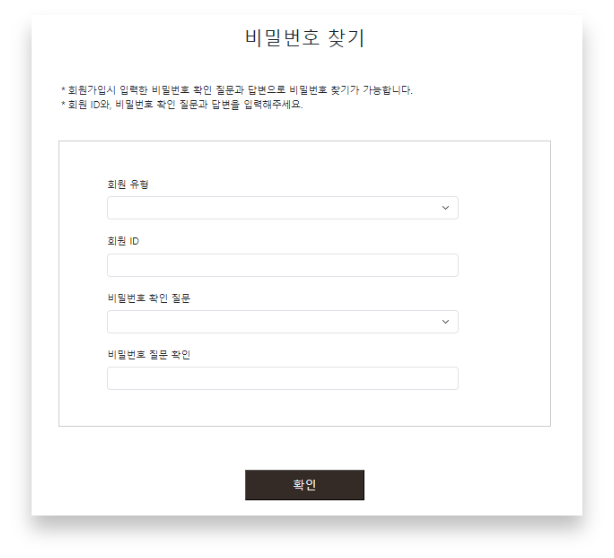 비밀번호 찾기
* 회원가입시 입력한 비밀번호 확인 질문과 답변으로 비밀번호 찾기가 가능합니다.
* 회원 ID와, 비밀번호 확인 질문과 답변을 입력해주세요.
회원 유형
회원 ID
비밀번호 확인 질문
비밀번호 질문 확인
확인